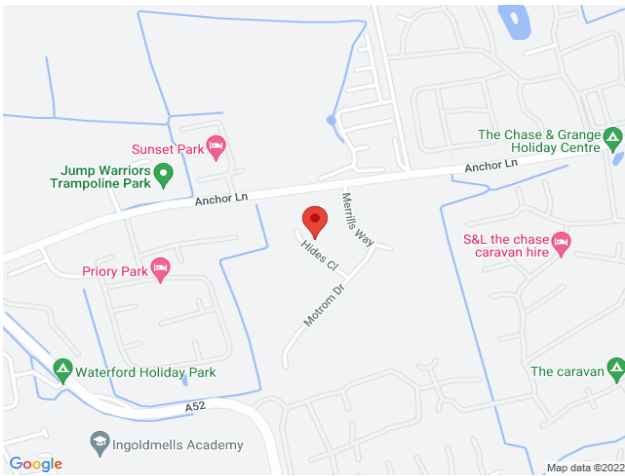 The Chase & Grange
Holiday Centre
Sunset Park
Anchor Ln
Jump Warriors
Trampoline Park
Anchor Ln
Merrills Way
Hides Cl
S&L the chase
caravan hire
Priory Park
Motrom Dr
Waterford Holiday Park
The caravan
A52
Ingoldmells Academy
Google
Map data ©2022